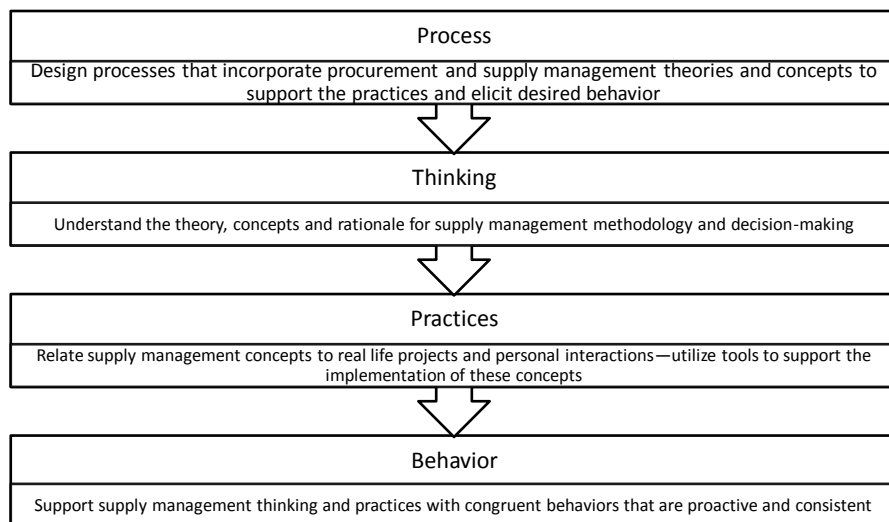 Process
Design processes that incorporate procurement and supply management theories and concepts to
support the practices and elicit desired behavior
Thinking
Understand the theory, concepts and rationale for supply management methodology and decision-making
Practices
Relate supply management concepts to real life projects and personal interactions—utilize tools to support the
implementation of these concepts
Behavior
Support supply management thinking and practices with congruent behaviors that are proactive and consistent